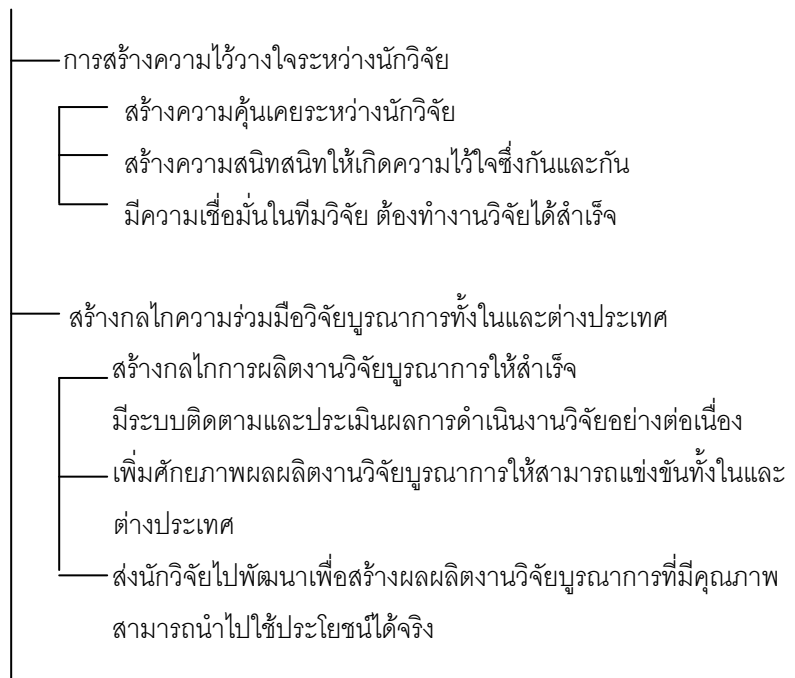 การสร้างความไว้วางใจระหว่างนักวิจัย
สร้างความคุ้นเคยระหว่างนักวิจัย
สร้างความสนิทสนิทให้เกิดความไว้ใจซึ่งกันและกัน
มีความเชื่อมั่นในทีมวิจัย ต้องทำงานวิจัยได้สำเร็จ
สร้างกลไกความร่วมมือวิจัยบูรณาการทั้งในและต่างประเทศ
สร้างกลไกการผลิตงานวิจัยบูรณาการให้สำเร็จ
มีระบบติดตามและประเมินผลการดำเนินงานวิจัยอย่างต่อเนื่อง
เพิ่มศักยภาพผลผลิตงานวิจัยบูรณาการให้สามารถแข่งขันทั้งในและ
ต่างประเทศ
ส่งนักวิจัยไปพัฒนาเพื่อสร้างผลผลิตงานวิจัยบูรณาการที่มีคุณภาพ
สามารถนำไปใช้ประโยชน์ได้จริง